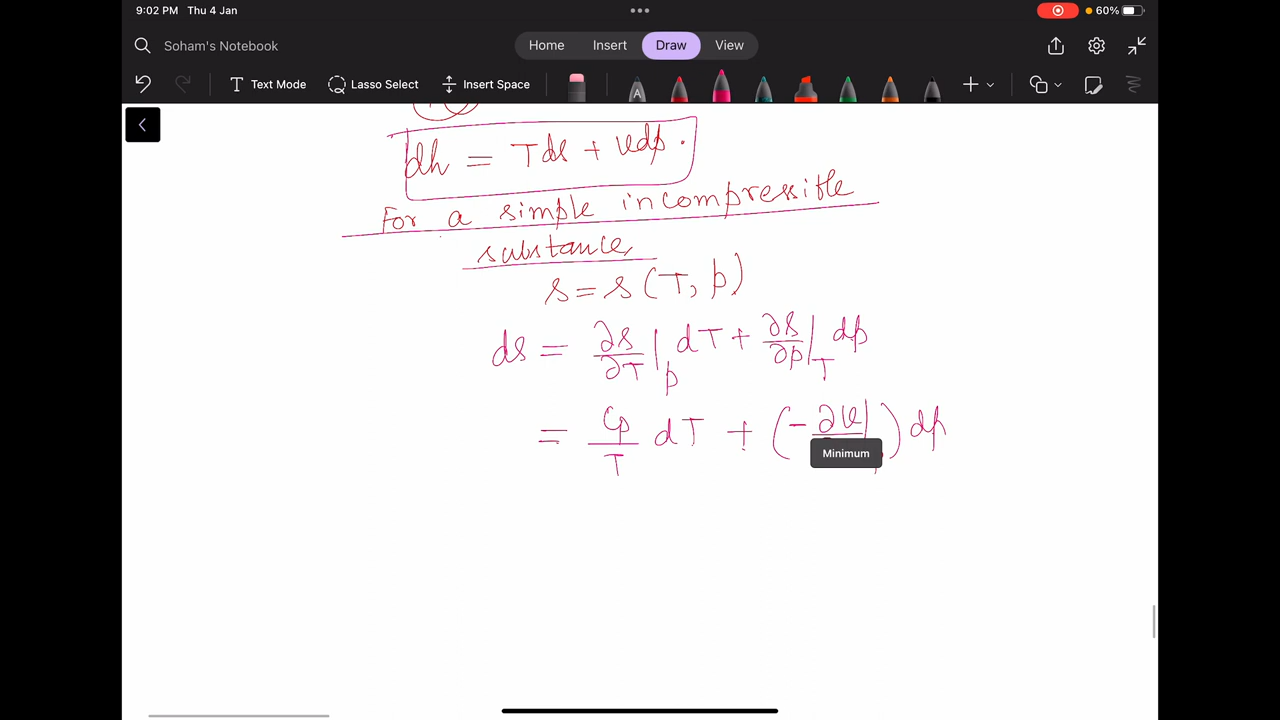 9:02 PM Thu 4 Jan
60%
Soham's Notebook
Home Insert Draw View
Text Mode Lasso Select Insert Space
A
dh = Tds + vdp.
For a simple incompressible
substance,
s = s (T, p)
ds = ∂s/∂T|p dT + ∂s/∂p|T dp
= Cp/T dT + (-∂v| ) dp
Minimum